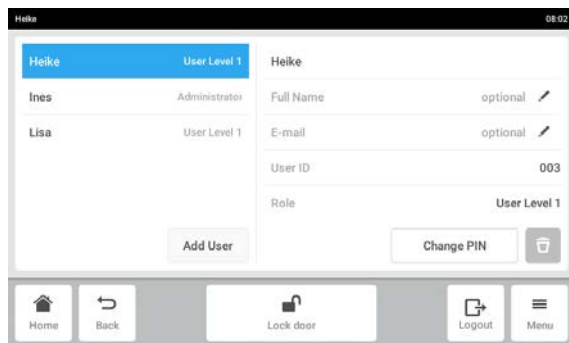 Heike 08:02
Heike User Level 1
Ines Administrator
Lisa User Level 1
Add User
Heike
Full Name optional
E-mail optional
User ID 003
Role User Level 1
Change PIN
Home Back Lock door Logout Menu